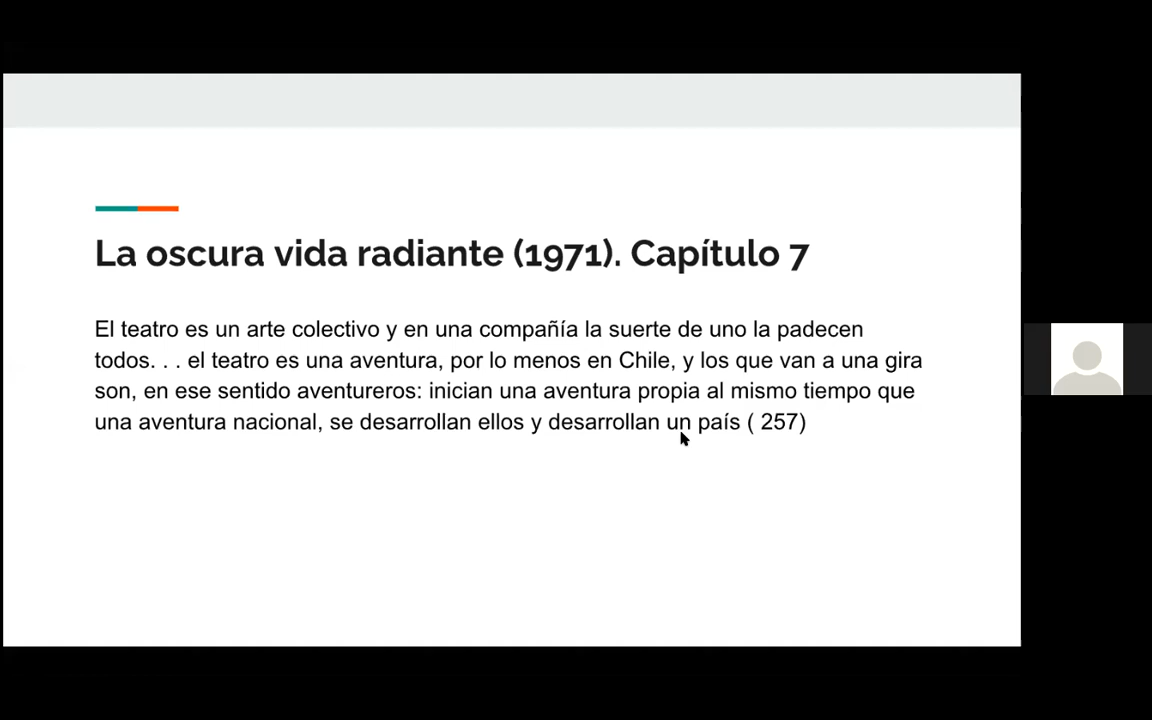 La oscura vida radiante (1971). Capítulo 7
El teatro es un arte colectivo y en una compañía la suerte de uno la padecen
todos. . . el teatro es una aventura, por lo menos en Chile, y los que van a una gira
son, en ese sentido aventureros: inician una aventura propia al mismo tiempo que
una aventura nacional, se desarrollan ellos y desarrollan un país ( 257)